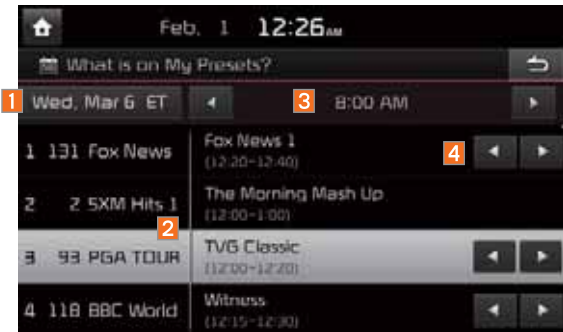 Feb. 1 12:26 AM
What is on My Presets?
1 Wed, Mar 6 ET 3 8:00 AM
1 131 Fox News Fox News 1 4
(12:20~12:40)
2 2 SXM Hits 1 The Morning Mash Up
(12:00~1:00)
2
3 93 PGA TOUR TVG Classic
(12:00~12:20)
4 118 BBC World Witness
(12:15~12:30)